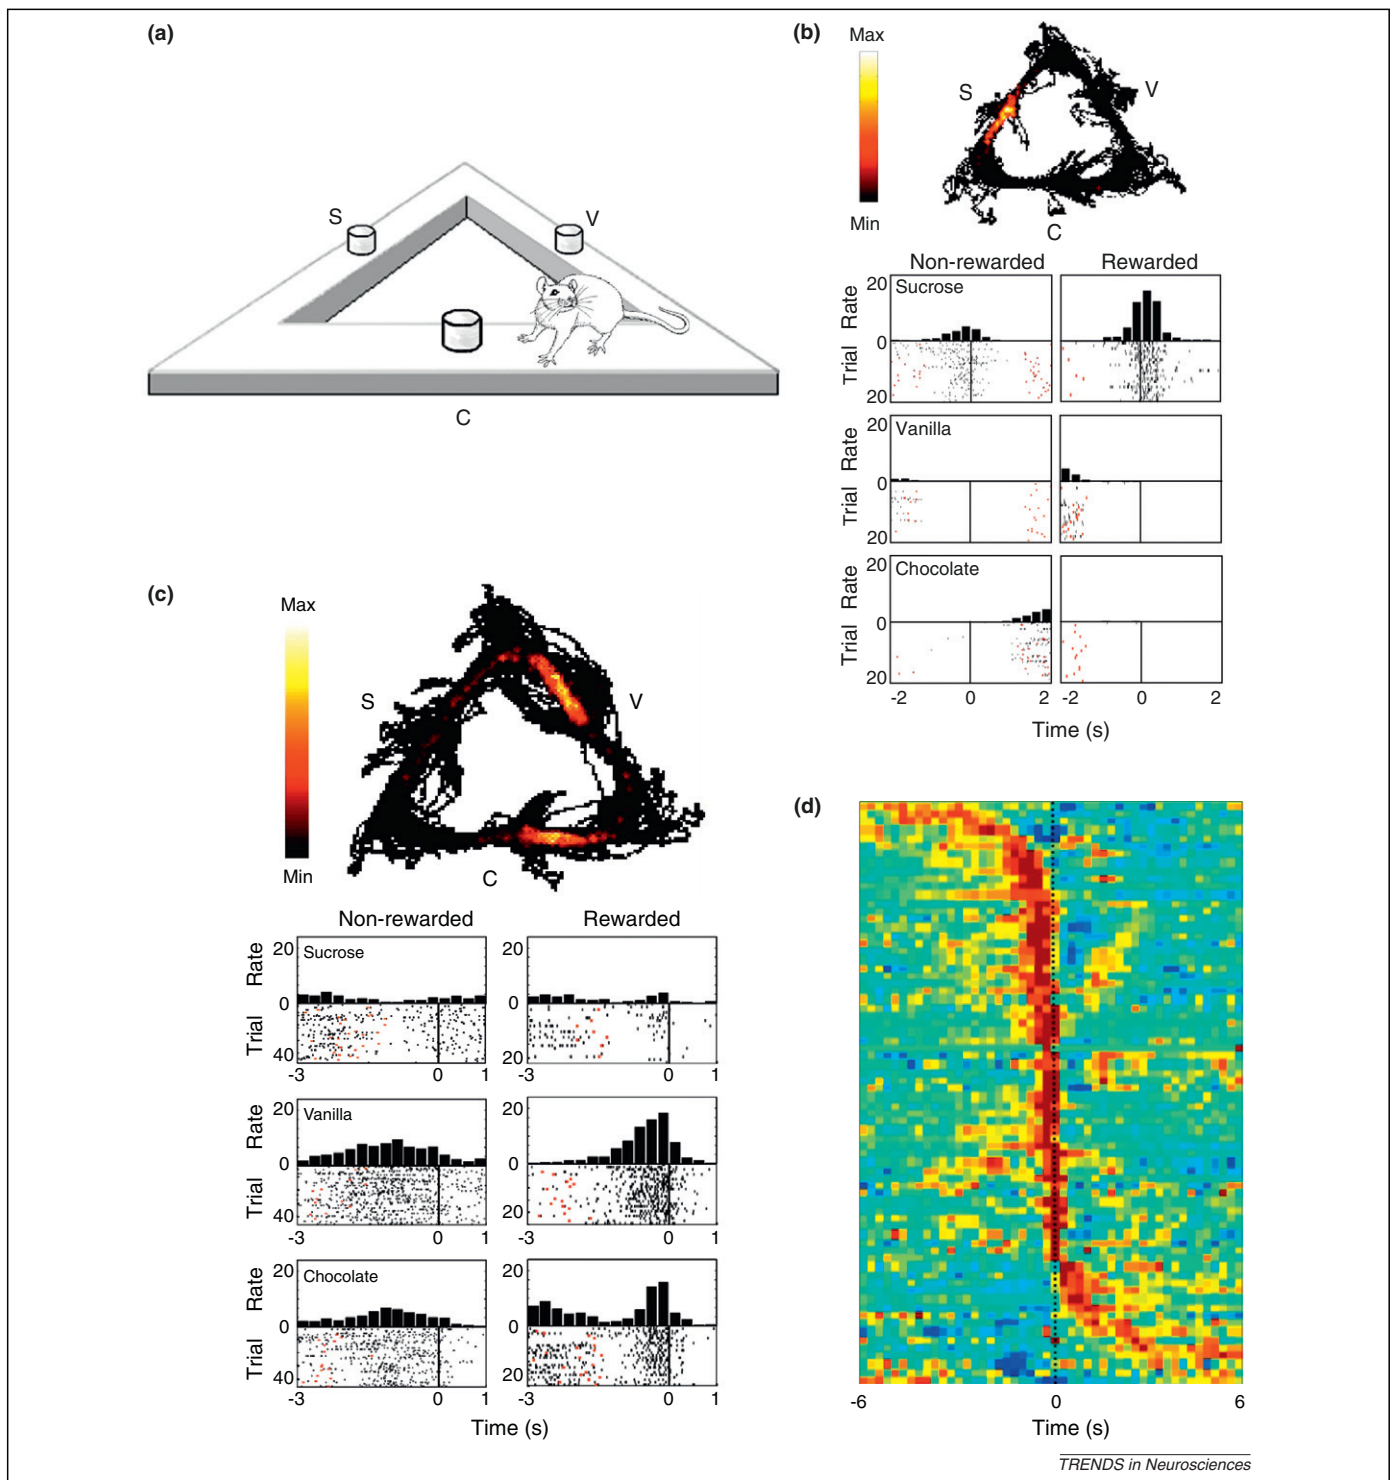 (a)
S
V
C
(b)
Max
Min
S
V
C
Non-rewarded Rewarded
Sucrose
Rate
20
0
Trial
20
Vanilla
Rate
20
0
Trial
20
Chocolate
Rate
20
0
Trial
20
-2 0 2 -2 0 2
Time (s)
(c)
Max
Min
S
V
C
Non-rewarded Rewarded
Sucrose
Rate
20
0
Trial
40
-3 0 1
20
0
20
-3 0 1
Vanilla
Rate
20
0
Trial
40
-3 0 1
20
0
20
-3 0 1
Chocolate
Rate
20
0
Trial
40
-3 0 1
20
0
20
-3 0 1
Time (s)
(d)
-6 0 6
Time (s)
TRENDS in Neurosciences